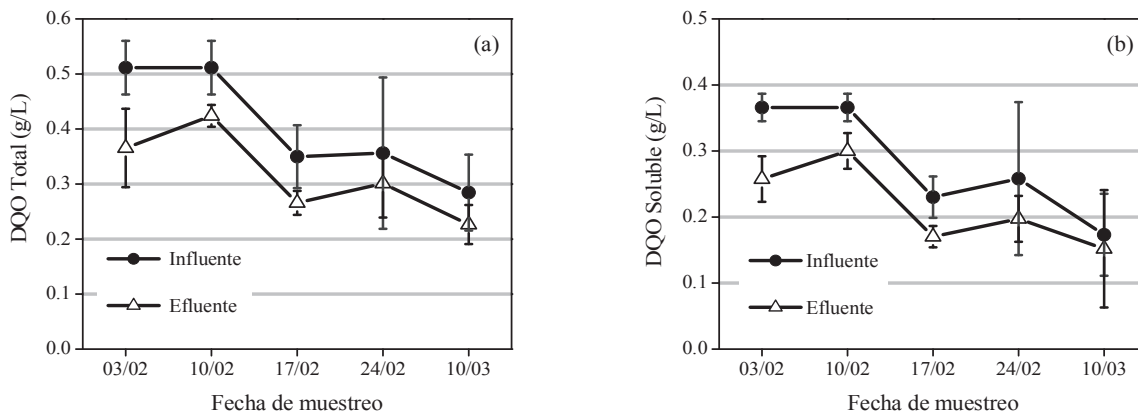 (a)
DQO Total (g/L)
0.6
0.5
0.4
0.3
0.2
0.1
0.0
Influente
Efluente
03/02 10/02 17/02 24/02 10/03
Fecha de muestreo
(b)
DQO Soluble (g/L)
0.5
0.4
0.3
0.2
0.1
0.0
Influente
Efluente
03/02 10/02 17/02 24/02 10/03
Fecha de muestreo